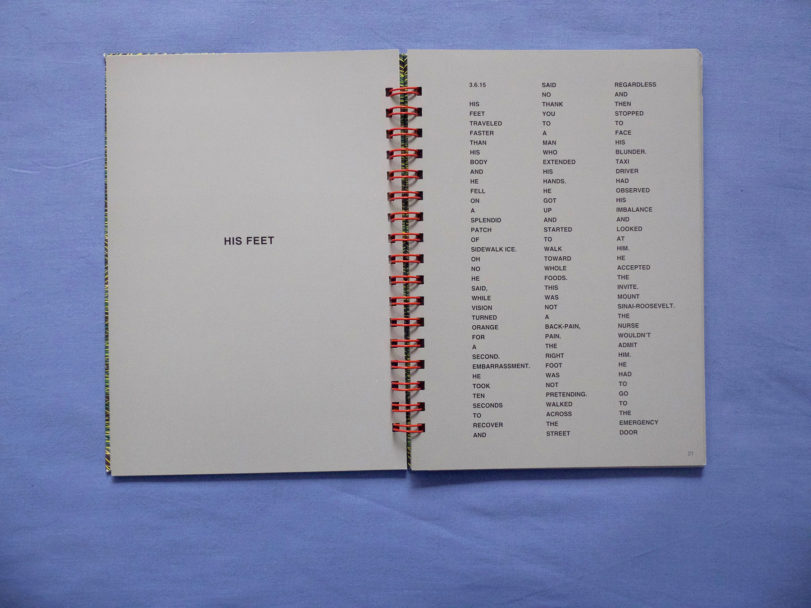 HIS FEET
3.6.15
HIS
FEET
TRAVELED
FASTER
THAN
HIS
BODY
AND
HE
FELL
ON
A
SPLENDID
PATCH
OF
SIDEWALK ICE.
OH
NO
HE
SAID,
WHILE
VISION
TURNED
ORANGE
FOR
A
SECOND.
EMBARRASSMENT.
HE
TOOK
TEN
SECONDS
TO
RECOVER
AND
SAID
NO
THANK
YOU
TO
A
MAN
WHO
EXTENDED
HIS
HANDS.
HE
GOT
UP
AND
STARTED
TO
WALK
TOWARD
WHOLE
FOODS.
THIS
WAS
NOT
A
BACK-PAIN,
PAIN.
THE
RIGHT
FOOT
WAS
NOT
PRETENDING.
WALKED
ACROSS
THE
STREET
REGARDLESS
AND
THEN
STOPPED
TO
FACE
HIS
BLUNDER.
TAXI
DRIVER
HAD
OBSERVED
HIS
IMBALANCE
AND
LOOKED
AT
HIM.
HE
ACCEPTED
THE
INVITE.
MOUNT
SINAI-ROOSEVELT.
THE
NURSE
WOULDN'T
ADMIT
HIM.
HE
HAD
TO
GO
TO
THE
EMERGENCY
DOOR
21